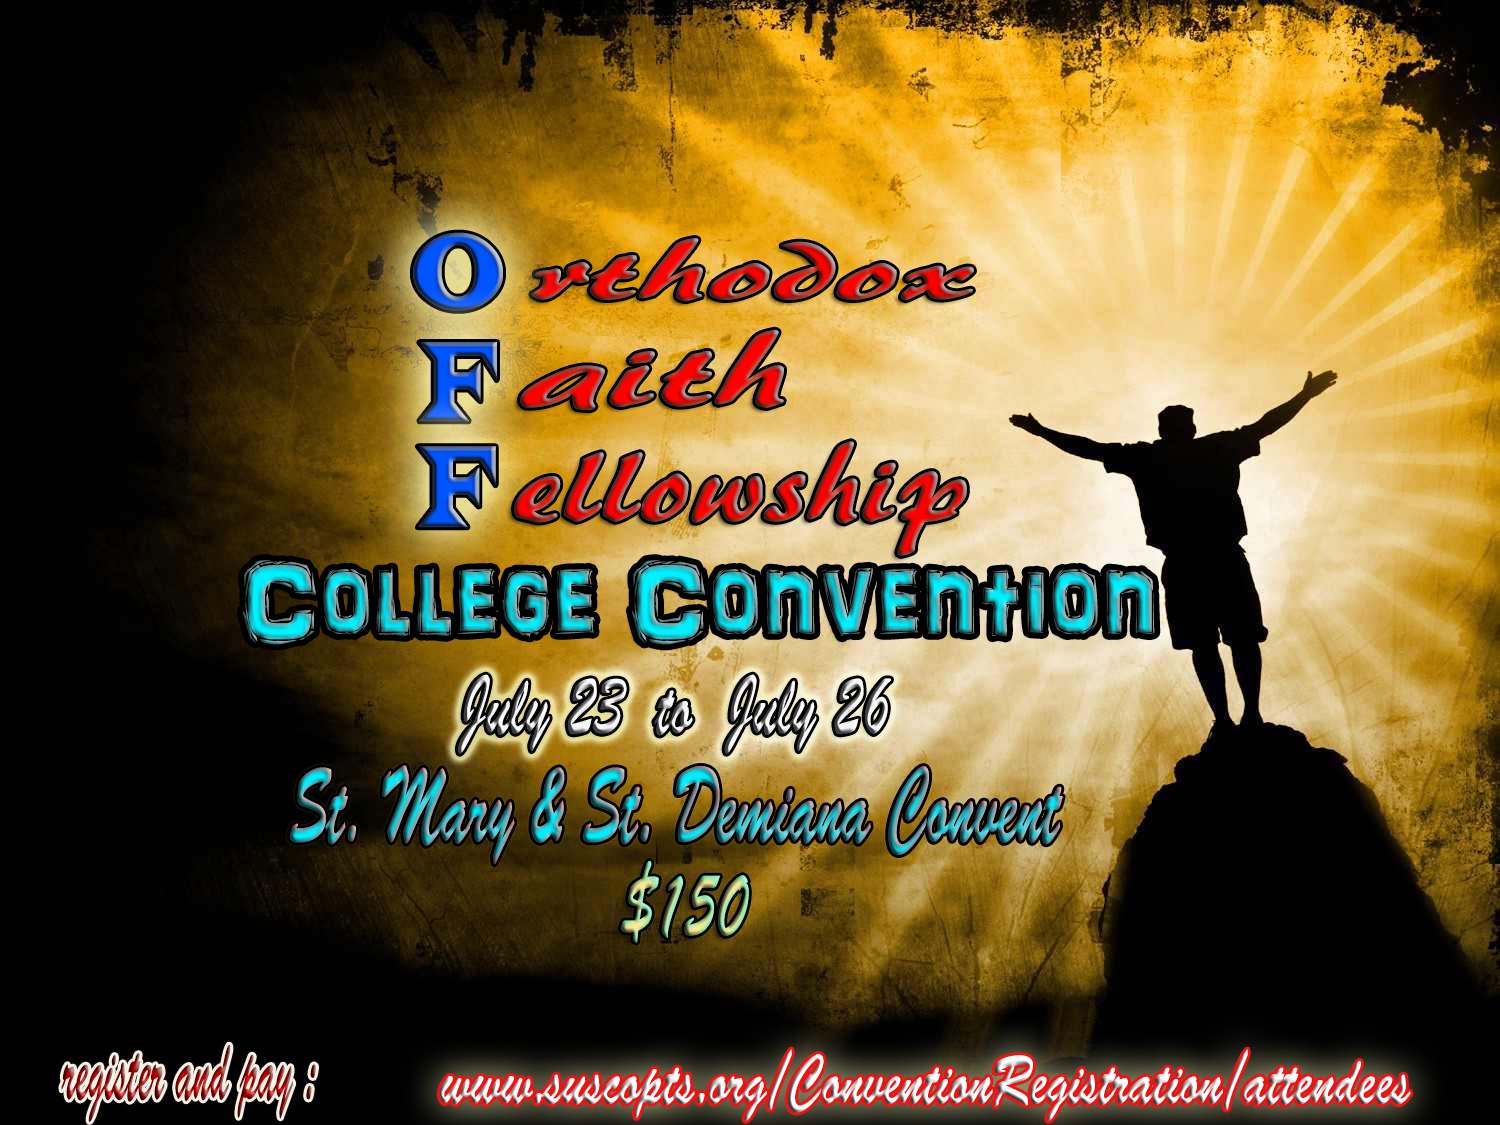 Orthodox
Faith
Fellowship
College Convention
July 23 to July 26
St. Mary & St. Demiana Convent
$150
register and pay : www.suscopts.org/ConventionRegistration/attendees